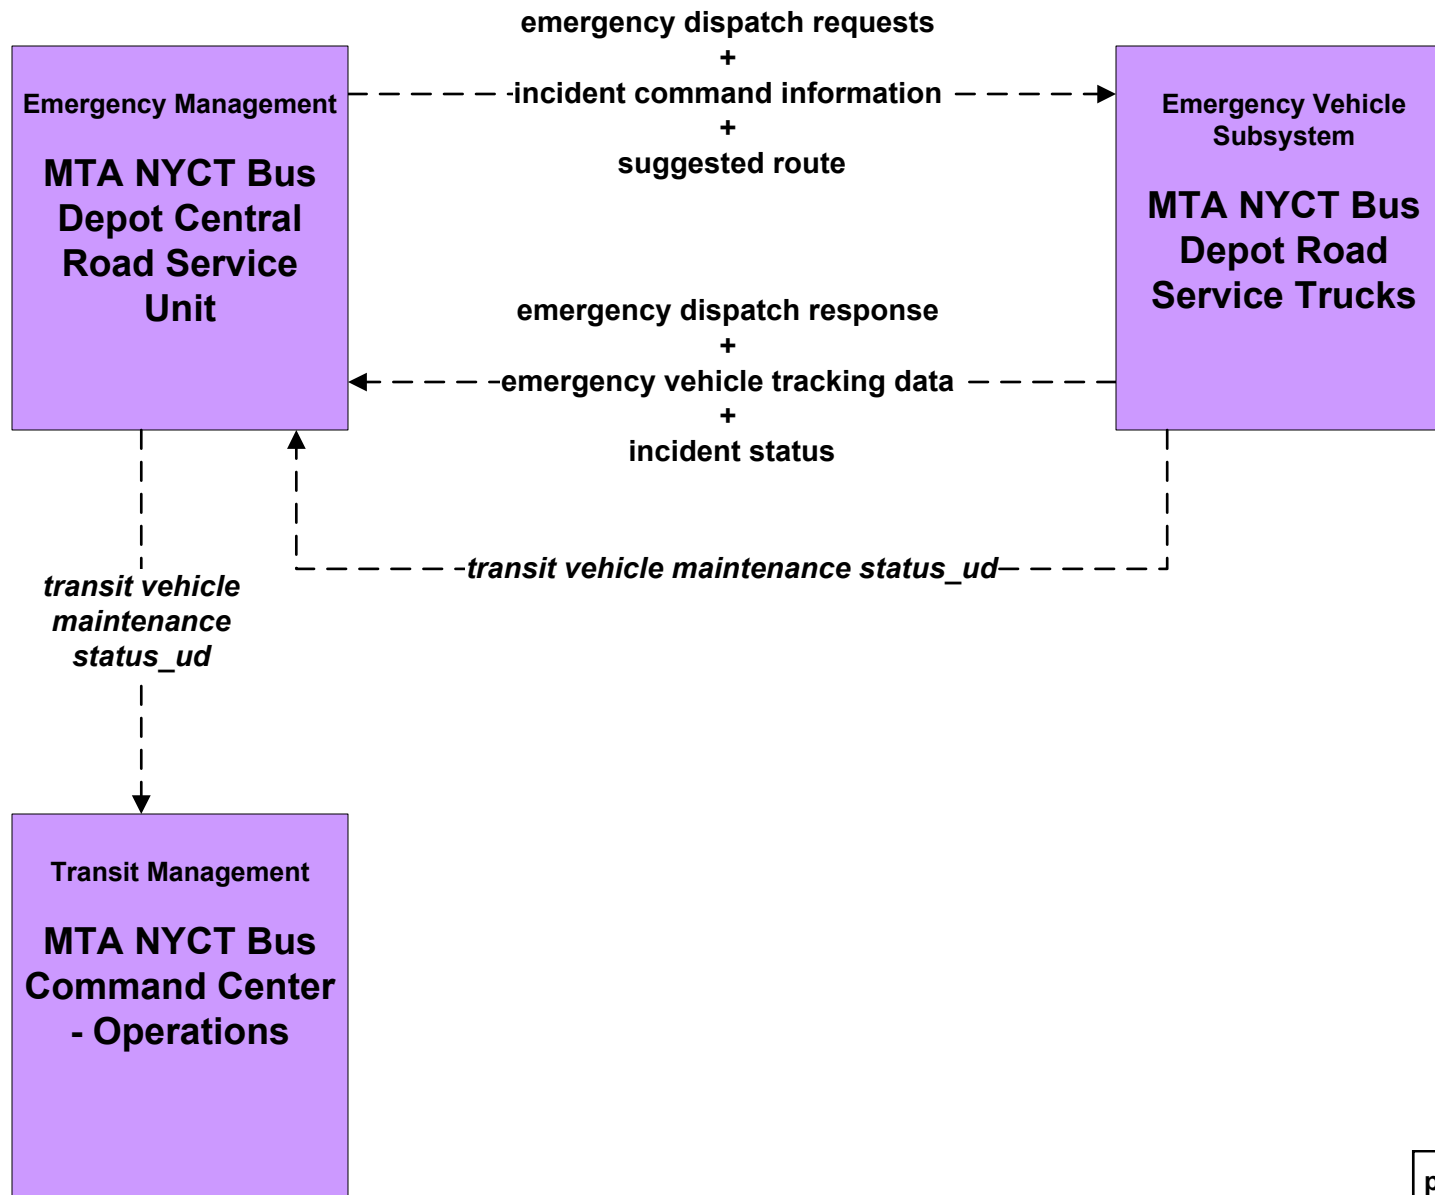 emergency dispatch requests
+
incident command information
+
suggested route
Emergency Management
MTA NYCT Bus
Depot Central
Road Service
Unit
Emergency Vehicle
Subsystem
MTA NYCT Bus
Depot Road
Service Trucks
emergency dispatch response
+
emergency vehicle tracking data
+
incident status
transit vehicle maintenance status_ud
transit vehicle
maintenance
status_ud
Transit Management
MTA NYCT Bus
Command Center
- Operations